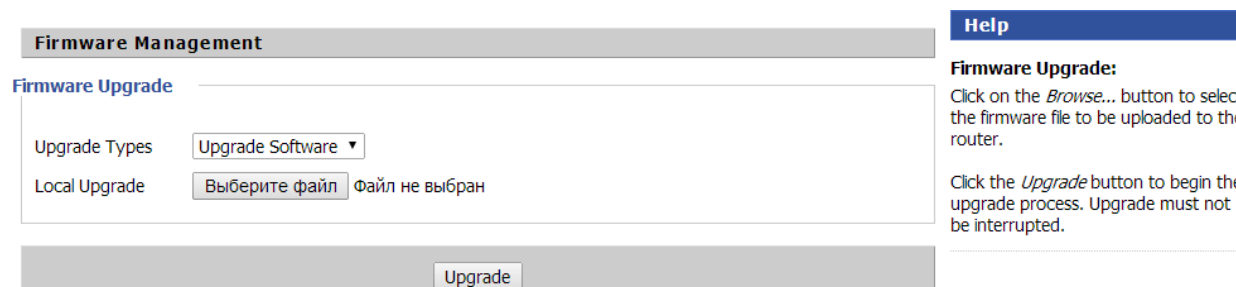 Firmware Management
Firmware Upgrade
Upgrade Types Upgrade Software
Local Upgrade Выберите файл Файл не выбран
Upgrade
Help
Firmware Upgrade:
Click on the Browse... button to selec
the firmware file to be uploaded to the
router.
Click the Upgrade button to begin the
upgrade process. Upgrade must not
be interrupted.